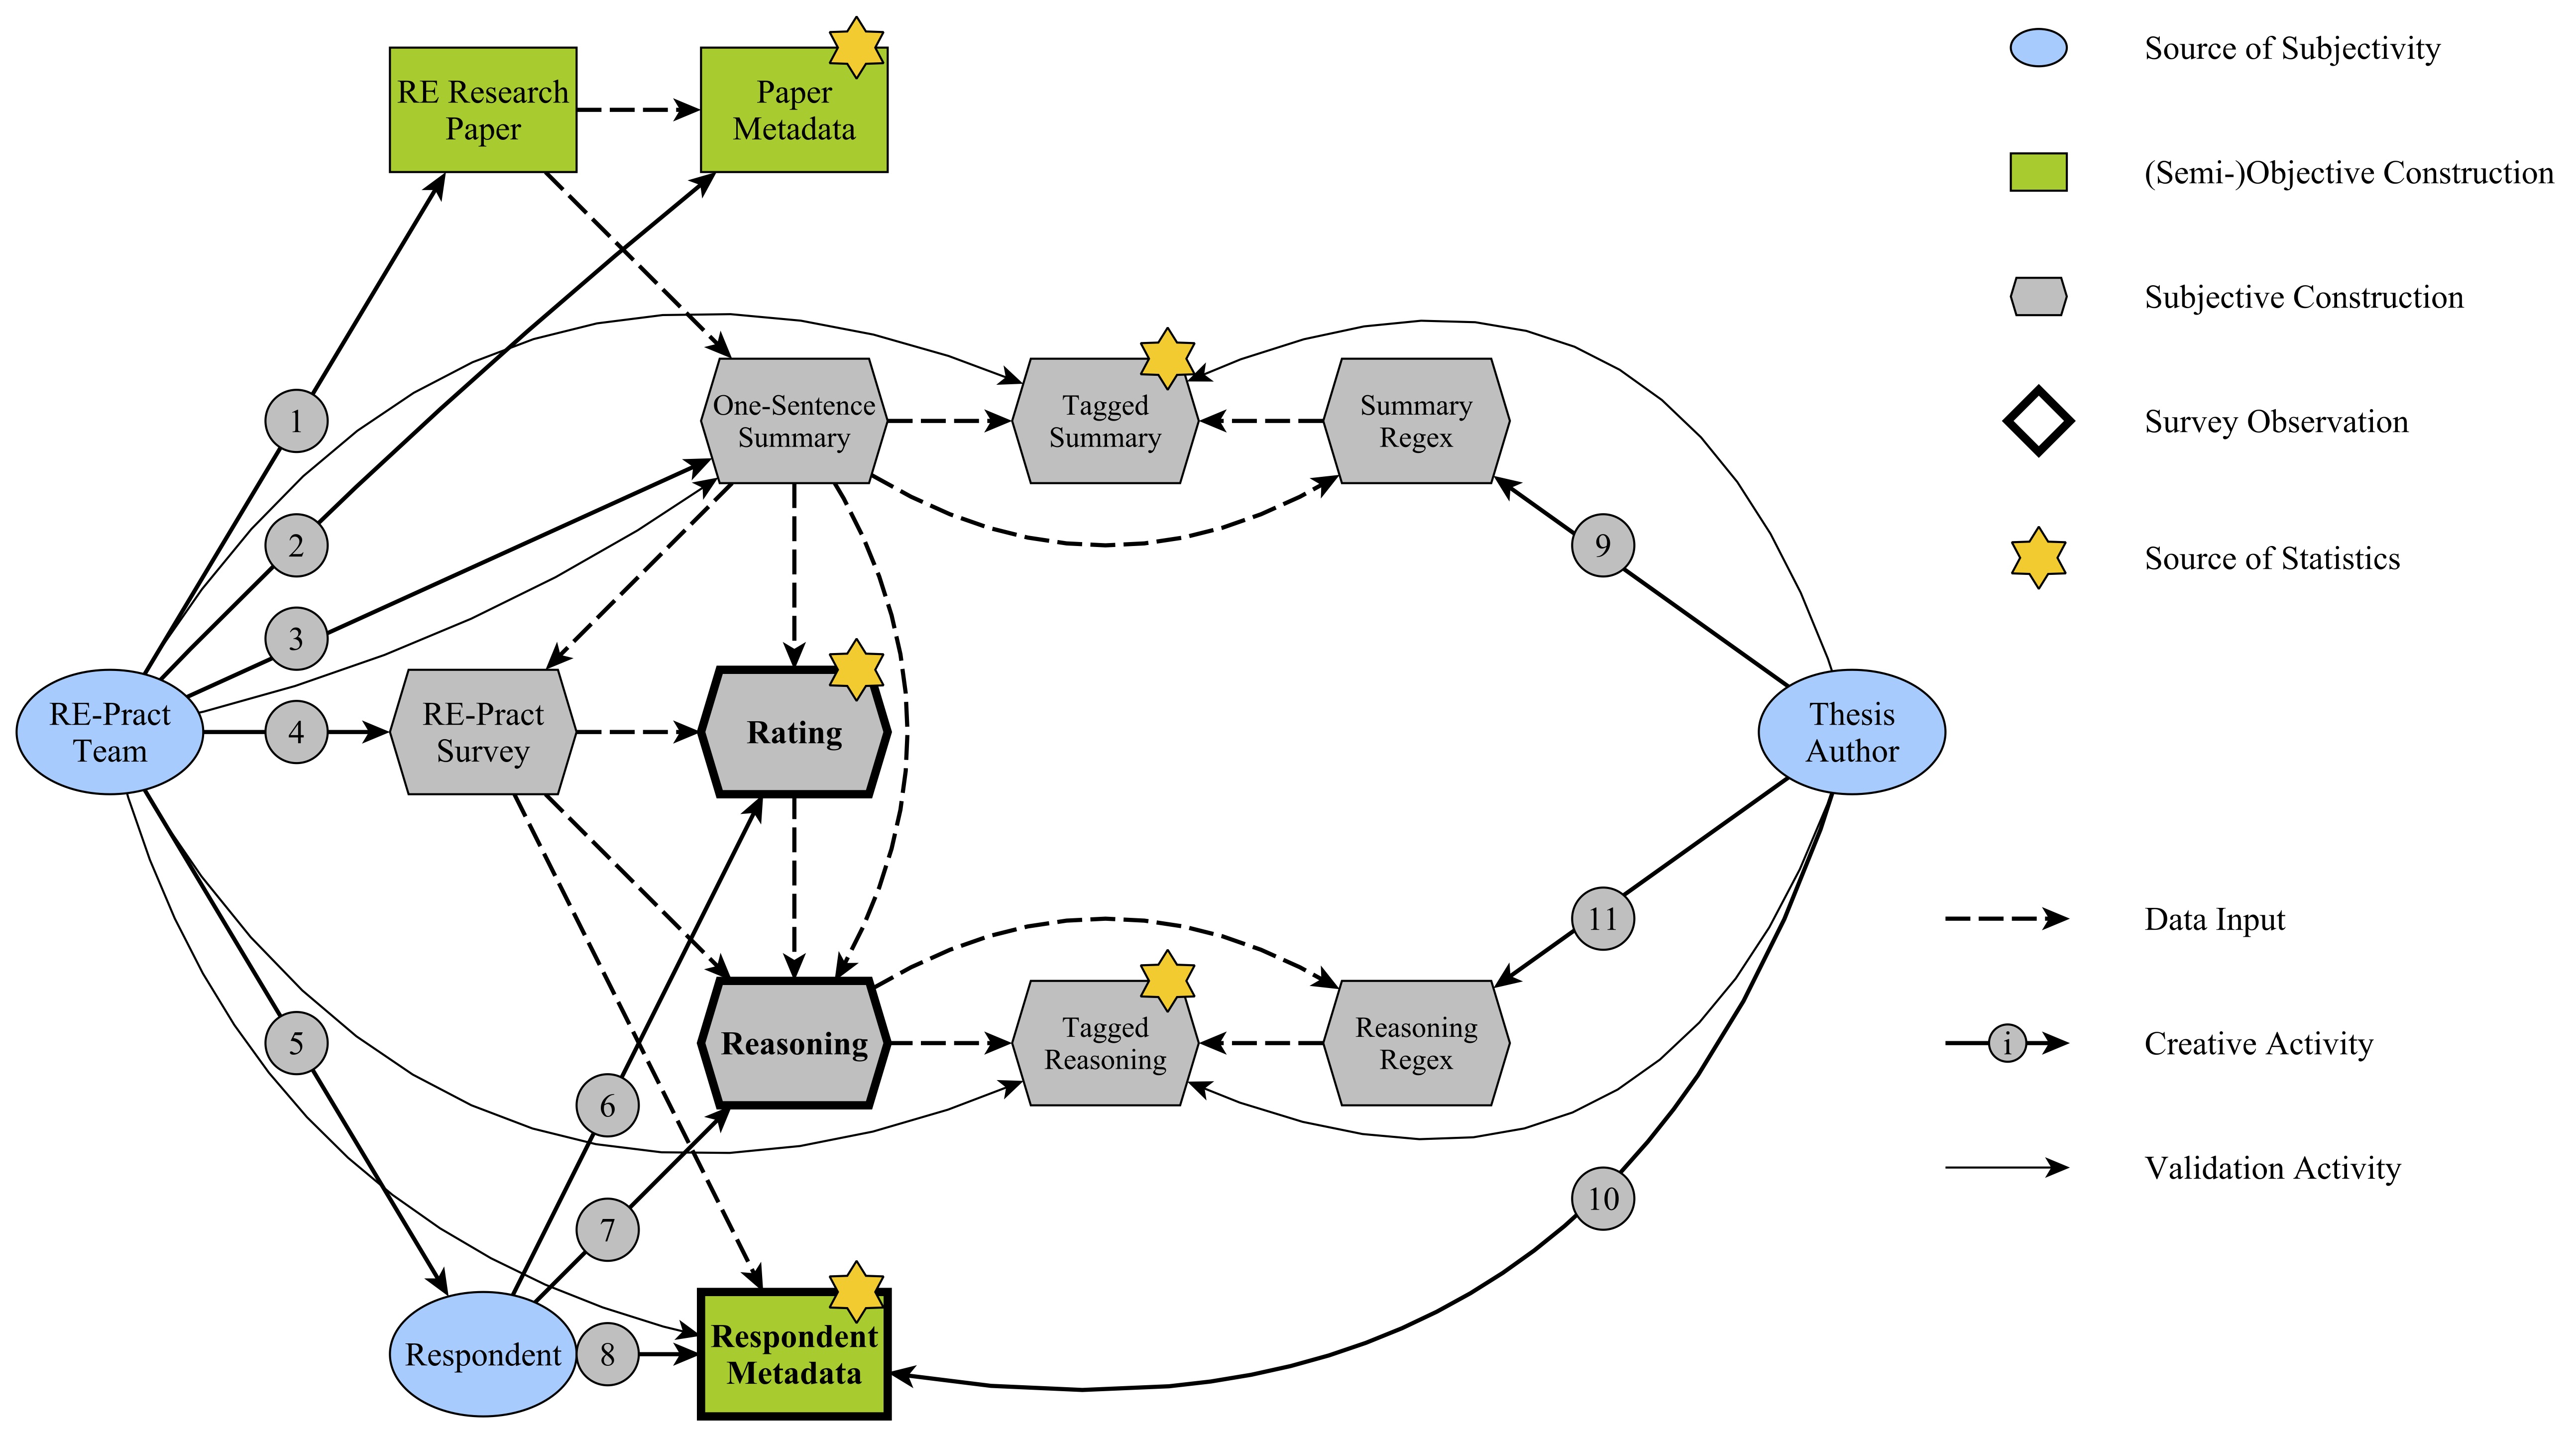 RE Research
Paper
Paper
Metadata
One-Sentence
Summary
Tagged
Summary
Summary
Regex
1
2
3
4
5
6
7
8
9
10
11
RE-Pract
Team
RE-Pract
Survey
Rating
Thesis
Author
Reasoning
Tagged
Reasoning
Reasoning
Regex
Respondent
Respondent
Metadata
Source of Subjectivity
(Semi-)Objective Construction
Subjective Construction
Survey Observation
Source of Statistics
Data Input
i
Creative Activity
Validation Activity